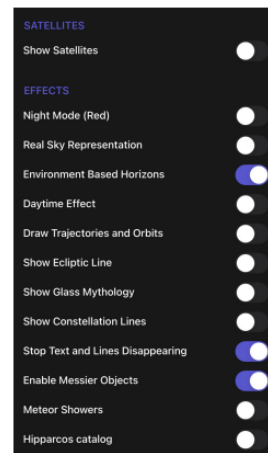 SATELLITES
Show Satellites
EFFECTS
Night Mode (Red)
Real Sky Representation
Environment Based Horizons
Daytime Effect
Draw Trajectories and Orbits
Show Ecliptic Line
Show Glass Mythology
Show Constellation Lines
Stop Text and Lines Disappearing
Enable Messier Objects
Meteor Showers
Hipparcos catalog